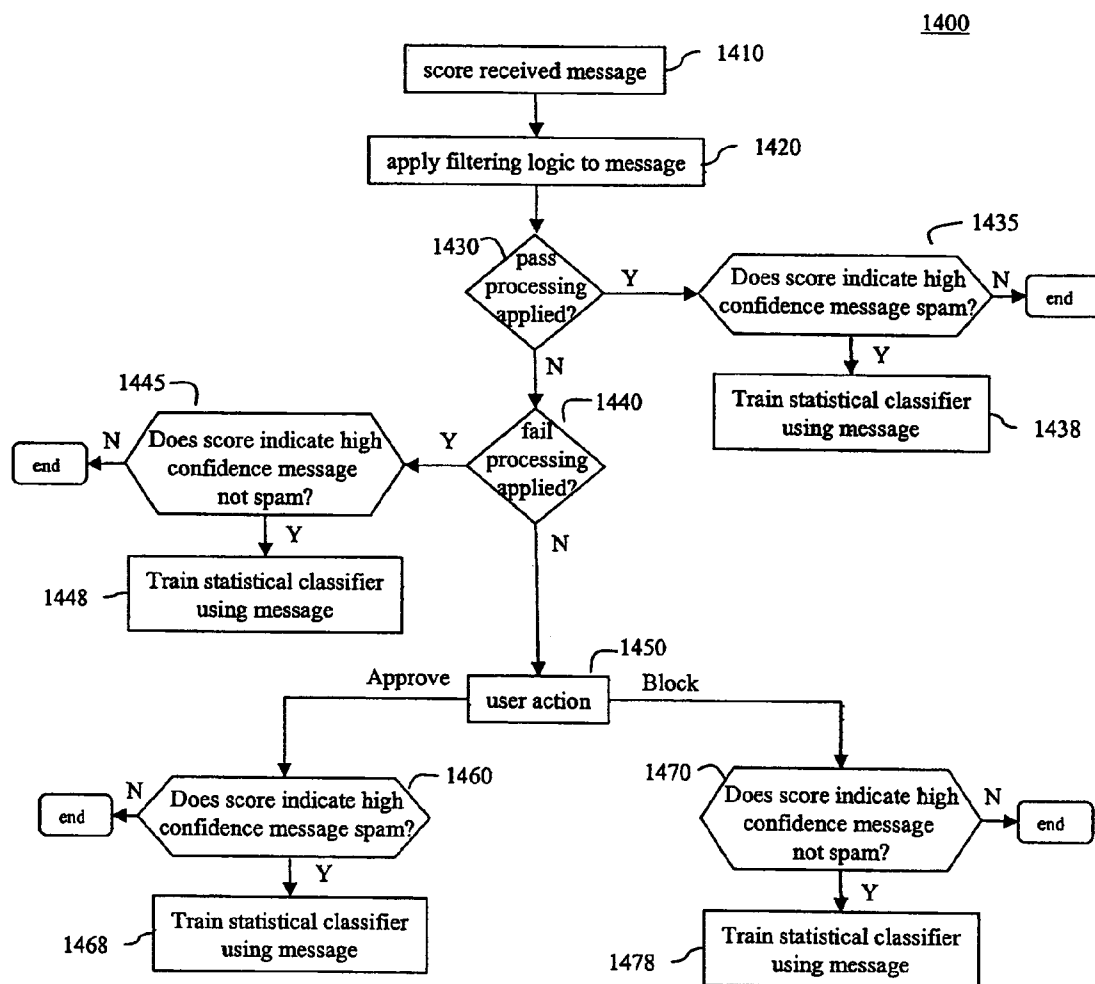 1400
1410
score received message
1420
apply filtering logic to message
1430
pass
processing
applied?
Y
N
1435
Does score indicate high
confidence message spam?
N
end
Y
Train statistical classifier
using message
1438
1440
fail
processing
applied?
Y
N
1445
Does score indicate high
confidence message
not spam?
N
end
Y
Train statistical classifier
using message
1448
1450
user action
Approve
Block
1460
Does score indicate high
confidence message spam?
N
end
Y
Train statistical classifier
using message
1468
1470
Does score indicate high
confidence message
not spam?
N
end
Y
Train statistical classifier
using message
1478